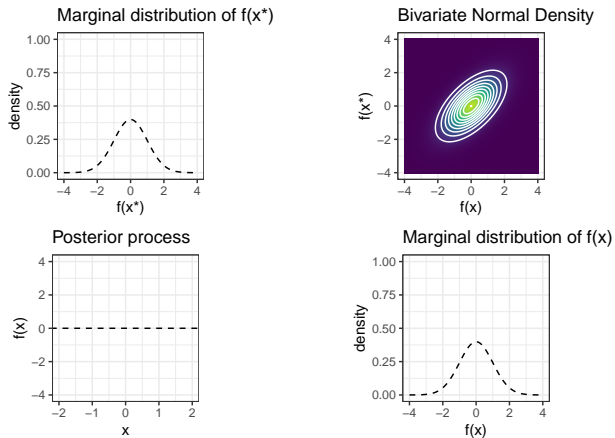 Marginal distribution of f(x*)
1.00
0.75
0.50
0.25
0.00
density
−4 −2 0 2 4
f(x*)
Bivariate Normal Density
4
2
0
−2
−4
f(x*)
−4 −2 0 2 4
f(x)
Posterior process
4
2
0
−2
−4
f(x)
−2 −1 0 1 2
x
Marginal distribution of f(x)
1.00
0.75
0.50
0.25
0.00
density
−4 −2 0 2 4
f(x)